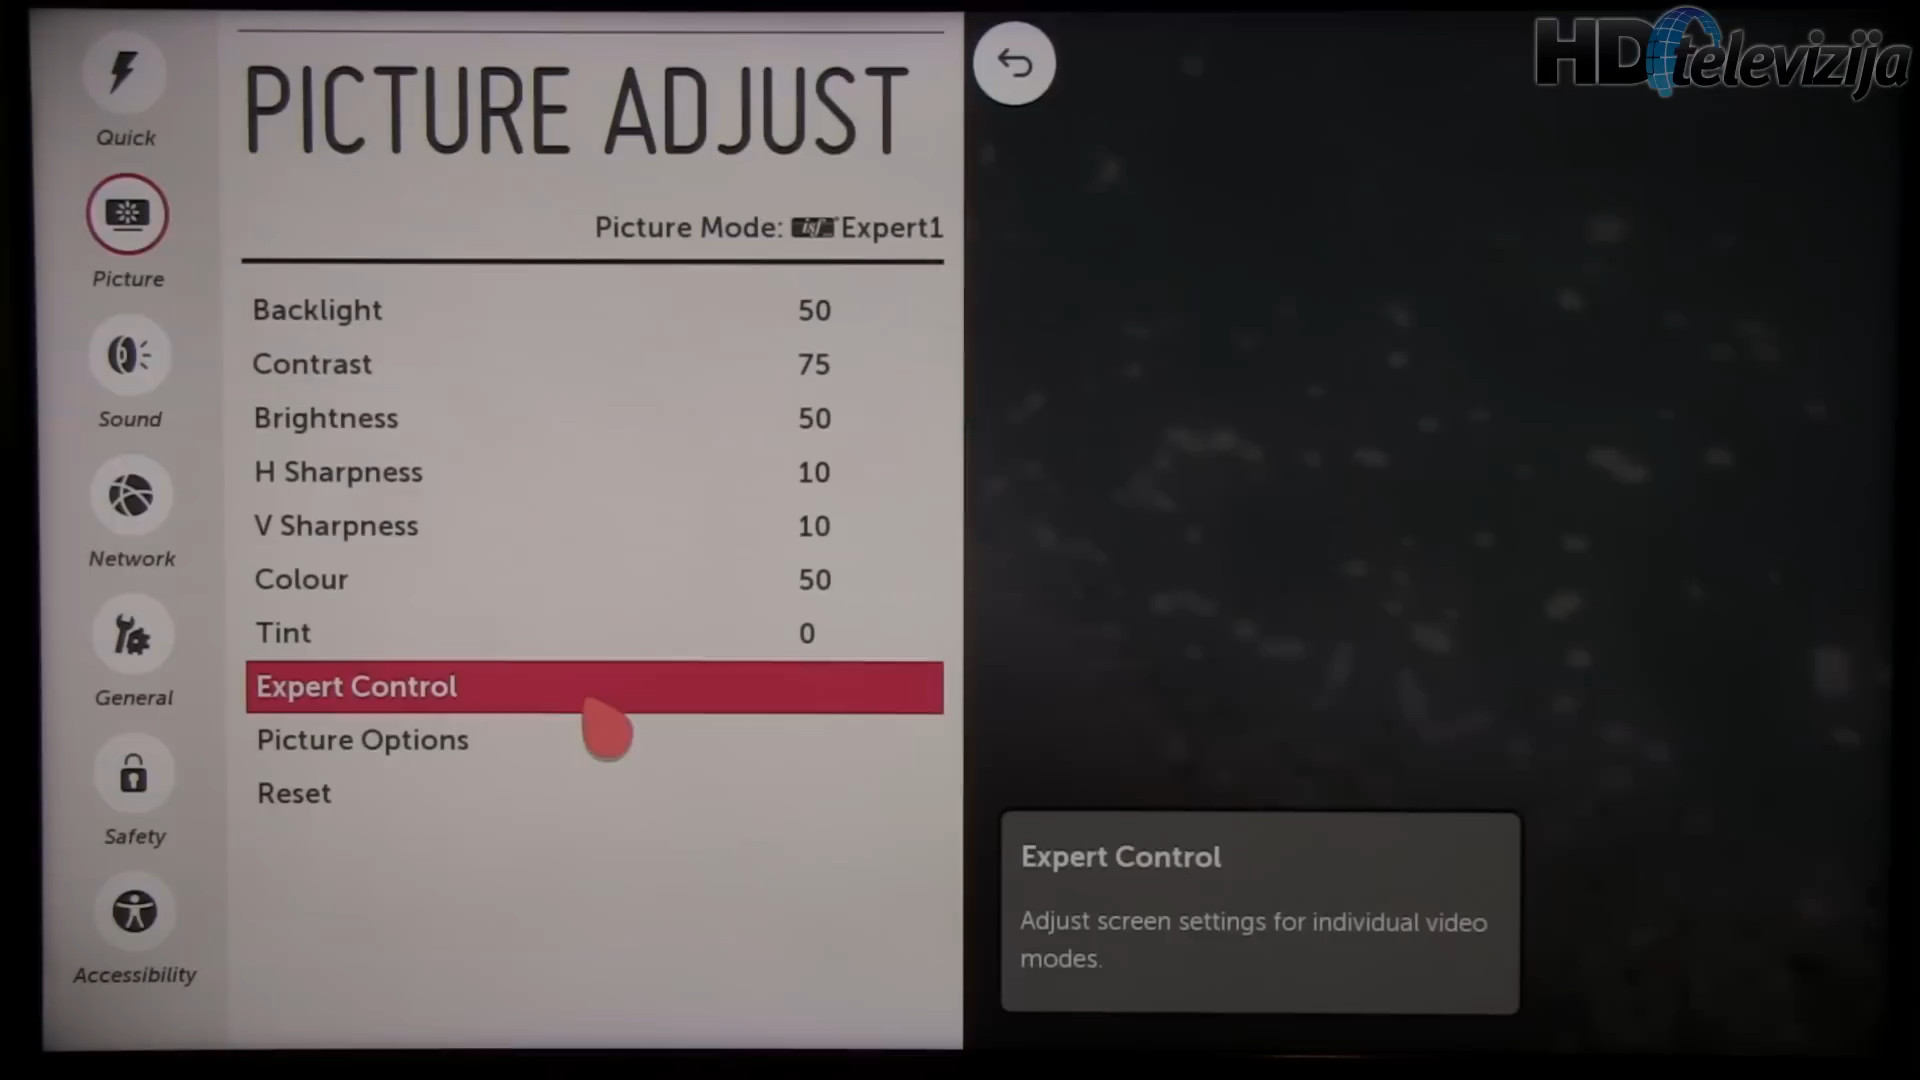 HDtelevizija
Quick
Picture
Sound
Network
General
Safety
Accessibility
PICTURE ADJUST
Picture Mode: isf Expert1
Backlight 50
Contrast 75
Brightness 50
H Sharpness 10
V Sharpness 10
Colour 50
Tint 0
Expert Control
Picture Options
Reset
Expert Control
Adjust screen settings for individual video
modes.